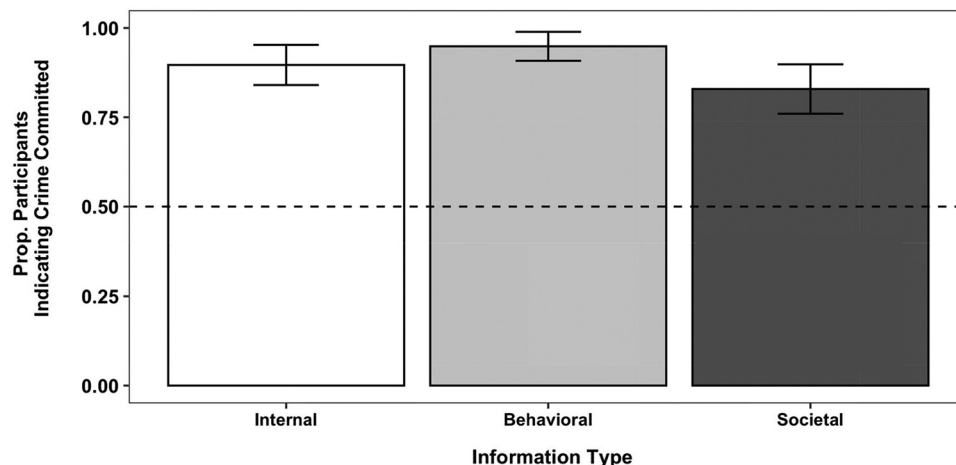 Prop. Participants
Indicating Crime Committed
1.00
0.75
0.50
0.25
0.00
Internal
Behavioral
Societal
Information Type